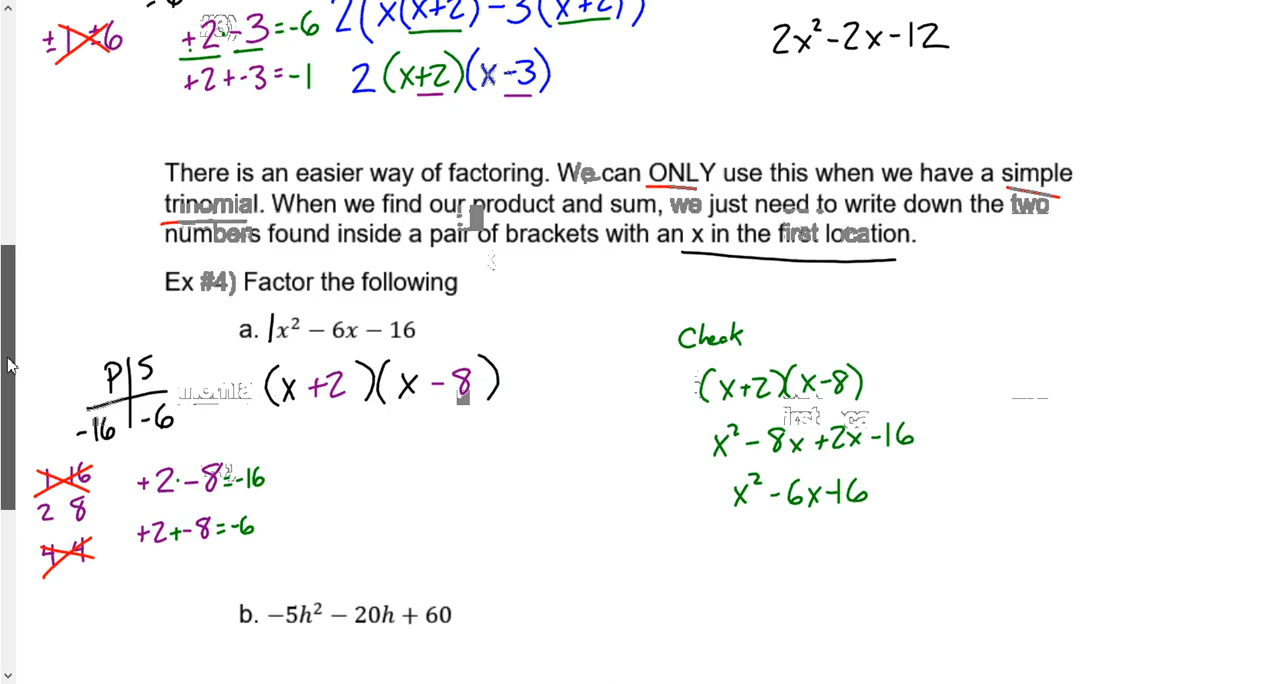 2(x(x+2)-3(x+2))
±1 ±6
+2·-3=-6
2x²-2x-12
+2+-3=-1
2(x+2)(x-3)
There is an easier way of factoring. We can ONLY use this when we have a simple
trinomial. When we find our product and sum, we just need to write down the two
numbers found inside a pair of brackets with an x in the first location.
Ex #4) Factor the following
a. 1x² − 6x − 16
Check
P S
(x +2)(x -8)
(x+2)(x-8)
-16 -6
x²-8x+2x-16
1 16
+2·-8=-16
x²-6x-16
2 8
+2+-8=-6
4 4
b. −5h² − 20h + 60